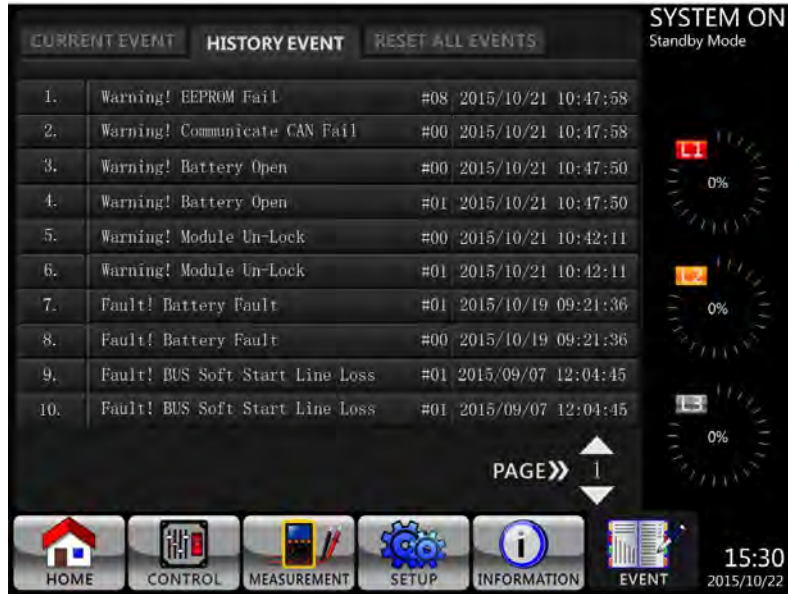 SYSTEM ON
Standby Mode
CURRENT EVENT HISTORY EVENT RESET ALL EVENTS
1. Warning! EEPROM Fail #08 2015/10/21 10:47:58
2. Warning! Communicate CAN Fail #00 2015/10/21 10:47:58
3. Warning! Battery Open #00 2015/10/21 10:47:50
4. Warning! Battery Open #01 2015/10/21 10:47:50
5. Warning! Module Un-Lock #00 2015/10/21 10:42:11
6. Warning! Module Un-Lock #01 2015/10/21 10:42:11
7. Fault! Battery Fault #01 2015/10/19 09:21:36
8. Fault! Battery Fault #00 2015/10/19 09:21:36
9. Fault! BUS Soft Start Line Loss #01 2015/09/07 12:04:45
10. Fault! BUS Soft Start Line Loss #01 2015/09/07 12:04:45
L1
0%
L2
0%
L3
0%
PAGE 1
HOME CONTROL MEASUREMENT SETUP INFORMATION EVENT
15:30
2015/10/22